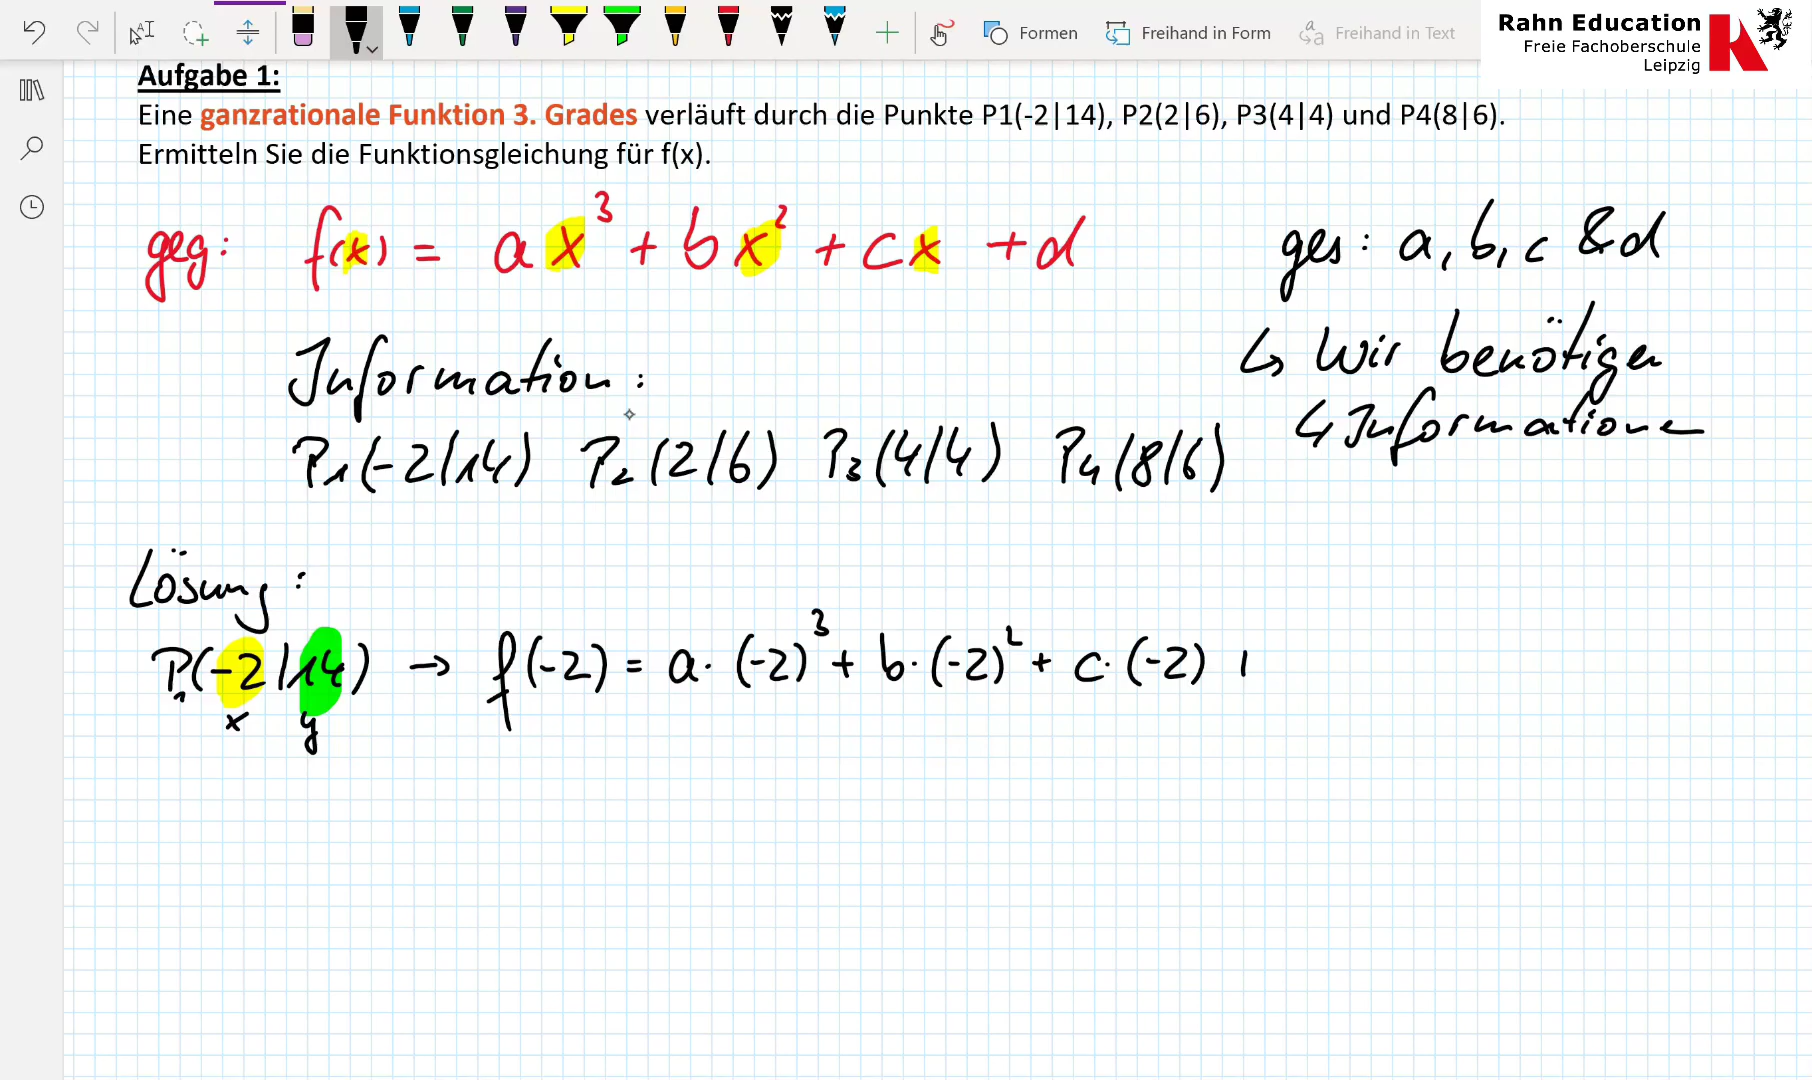 Formen
Freihand in Form
Freihand in Text
Rahn Education
Freie Fachoberschule
Leipzig
Aufgabe 1:
Eine ganzrationale Funktion 3. Grades verläuft durch die Punkte P1(-2|14), P2(2|6), P3(4|4) und P4(8|6).
Ermitteln Sie die Funktionsgleichung für f(x).
geg: f(x) = ax³ + bx² + cx + d
ges: a, b, c & d
↳ Wir benötigen
4 Informationen
Information:
P₁(-2/14) P₂(2/6) P₃(4/4) P₄(8/6)
Lösung:
P₁(-2/14) → f(-2) = a·(-2)³ + b·(-2)² + c·(-2)
x y